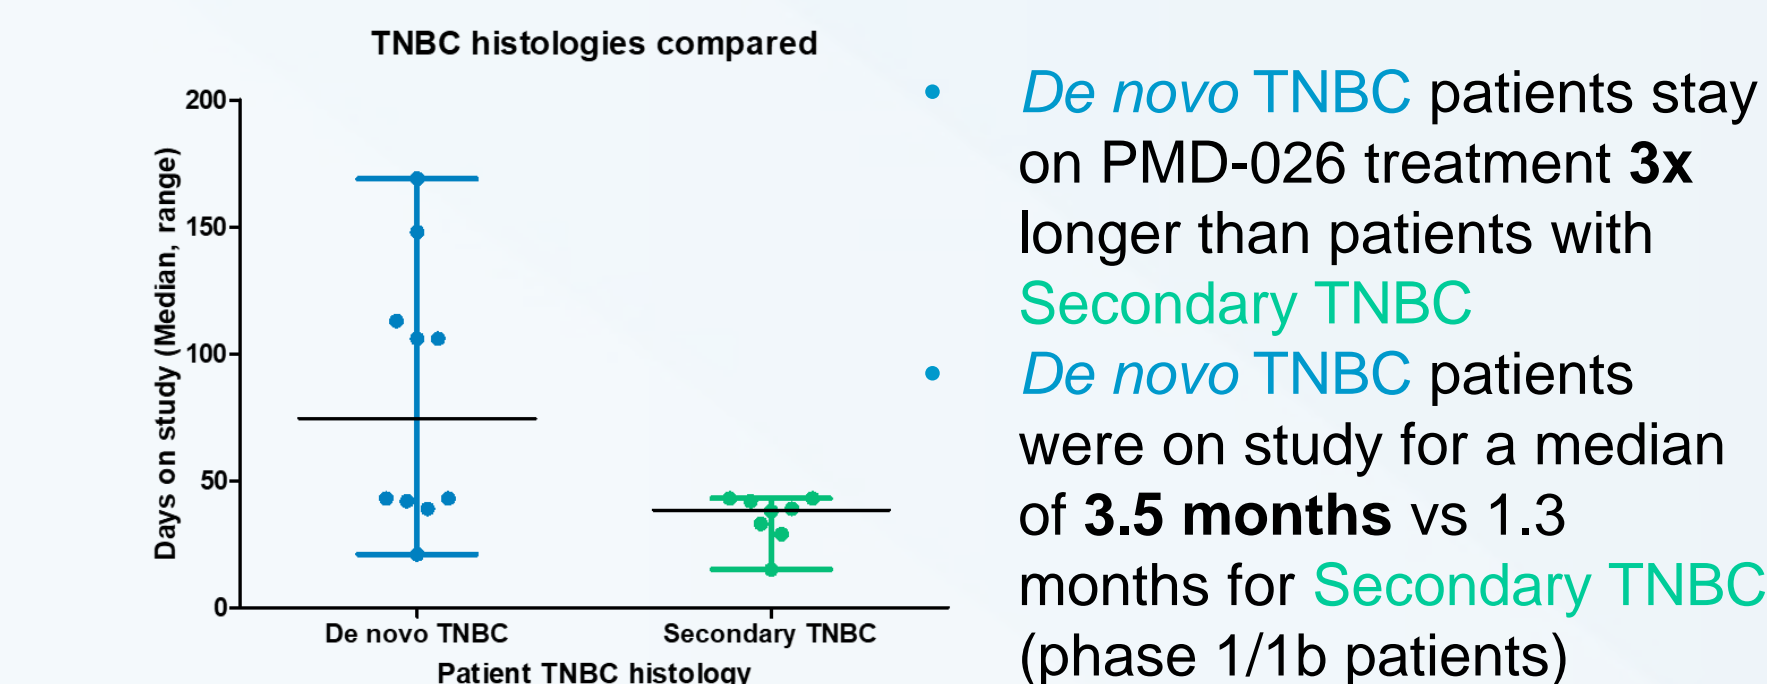 TNBC histologies compared
Days on study (Median, range)
200
150
100
50
0
De novo TNBC
Secondary TNBC
Patient TNBC histology
• De novo TNBC patients stay
on PMD-026 treatment 3x
longer than patients with
Secondary TNBC
• De novo TNBC patients
were on study for a median
of 3.5 months vs 1.3
months for Secondary TNBC
(phase 1/1b patients)